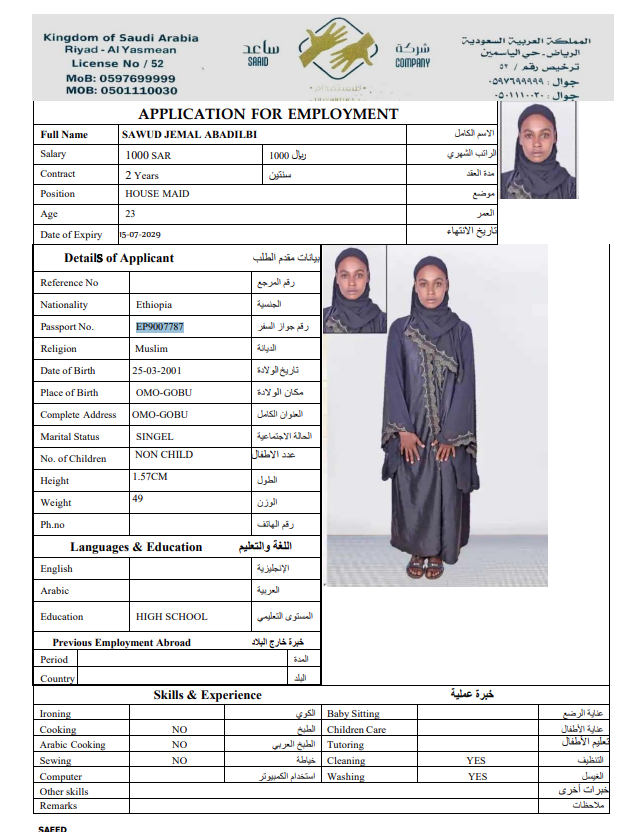 Kingdom of Saudi Arabia
Riyad - Al Yasmean
License No / 52
MoB: 0597699999
MOB: 0501110030
ساعد
SAAID
شركة
COMPANY
للإستقدام
المملكة العربية السعودية
الرياض - حي الياسمين
ترخيص رقم / ٥٢
جوال : ٠٥٩٧٦٩٩٩٩٩
جوال : ٠٥٠١١١٠٠٣٠
APPLICATION FOR EMPLOYMENT
Full Name SAWUD JEMAL ABADILBI الاسم الكامل
Salary 1000 SAR 1000 ريال الراتب الشهري
Contract 2 Years سنتين مدة العقد
Position HOUSE MAID موضع
Age 23 العمر
Date of Expiry 15-07-2029 تاريخ الانتهاء
Details of Applicant بيانات مقدم الطلب
Reference No رقم المرجع
Nationality Ethiopia الجنسية
Passport No. EP9007787 رقم جواز السفر
Religion Muslim الديانة
Date of Birth 25-03-2001 تاريخ الولادة
Place of Birth OMO-GOBU مكان الولادة
Complete Address OMO-GOBU العنوان الكامل
Marital Status SINGEL الحالة الاجتماعية
No. of Children NON CHILD عدد الاطفال
Height 1.57CM الطول
Weight 49 الوزن
Ph.no رقم الهاتف
Languages & Education اللغة والتعليم
English الإنجليزية
Arabic العربية
Education HIGH SCHOOL المستوى التعليمي
Previous Employment Abroad خبرة خارج البلاد
Period المدة
Country البلد
Skills & Experience خبرة عملية
Ironing الكوي Baby Sitting عناية الرضع
Cooking NO الطبخ Children Care عناية الأطفال
Arabic Cooking NO الطبخ العربي Tutoring تعليم الأطفال
Sewing NO خياطة Cleaning YES التنظيف
Computer استخدام الكمبيوتر Washing YES الغيسل
Other skills خبرات أخرى
Remarks ملاحظات
SAEED